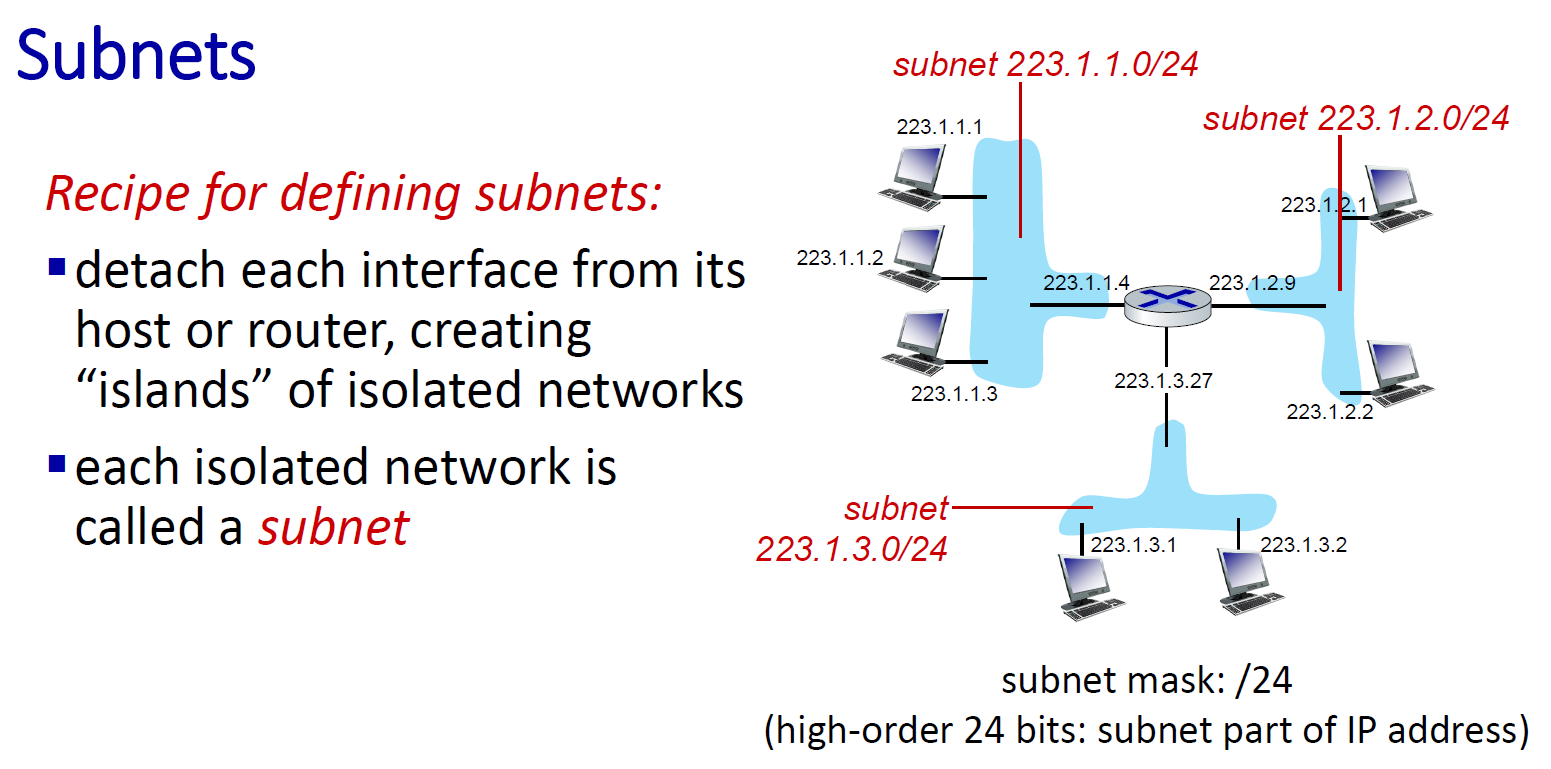 Subnets
Recipe for defining subnets:
▪ detach each interface from its
host or router, creating
“islands” of isolated networks
▪ each isolated network is
called a subnet
subnet 223.1.1.0/24
subnet 223.1.2.0/24
223.1.1.1
223.1.1.2
223.1.1.3
223.1.1.4
223.1.2.9
223.1.2.1
223.1.2.2
223.1.3.27
subnet
223.1.3.0/24
223.1.3.1
223.1.3.2
subnet mask: /24
(high-order 24 bits: subnet part of IP address)